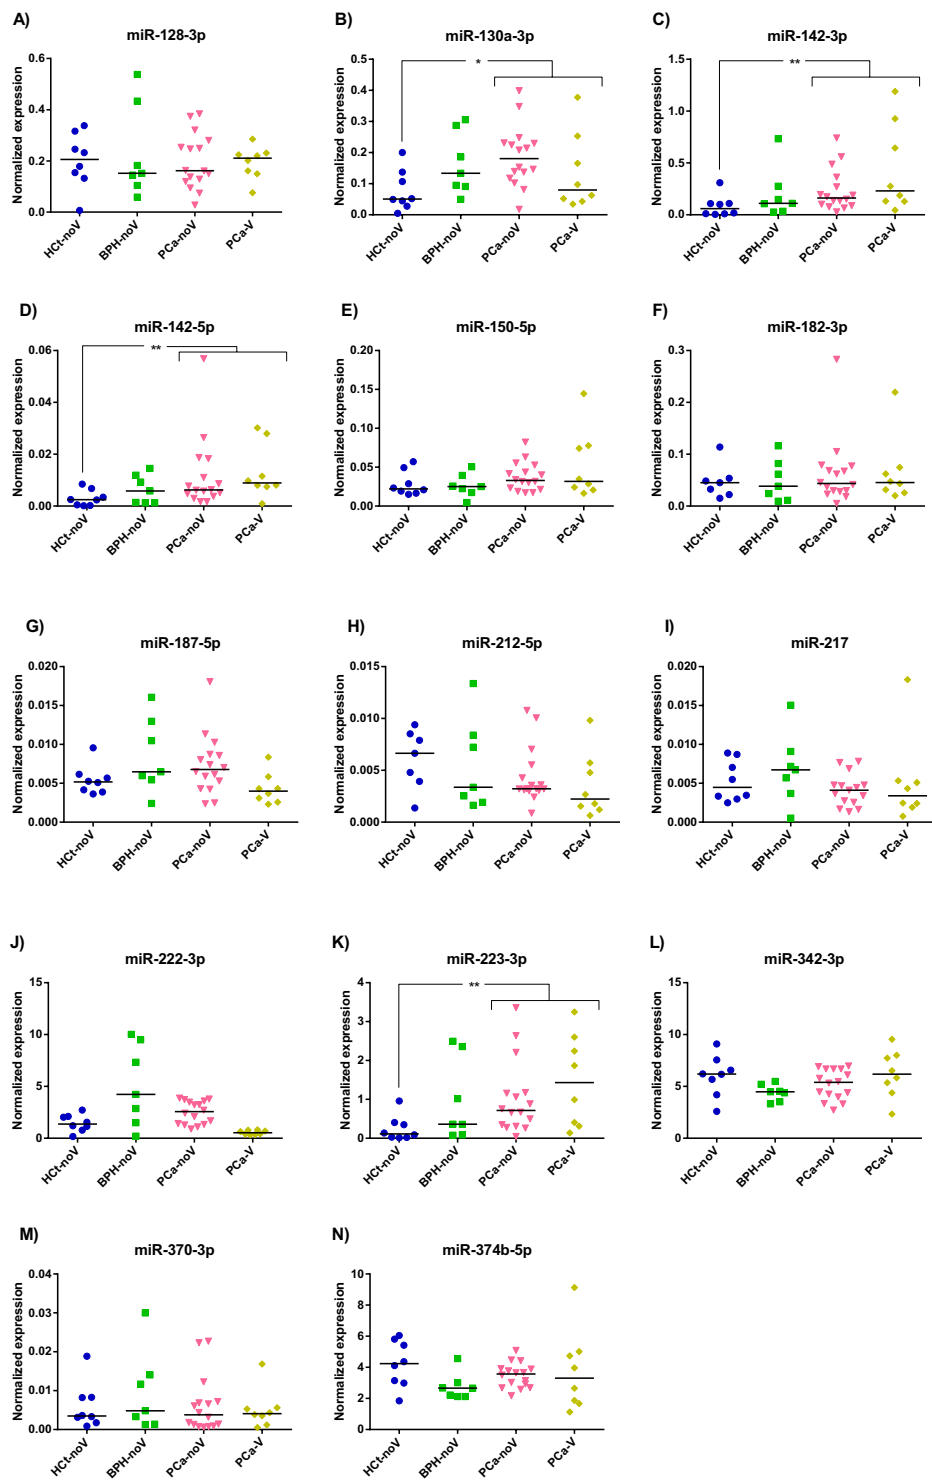 A)
miR-128-3p
Normalized expression
0.6
0.4
0.2
0.0
HCt-noV
BPH-noV
PCa-noV
PCa-V
B)
miR-130a-3p
Normalized expression
0.5
0.4
0.3
0.2
0.1
0.0
*
HCt-noV
BPH-noV
PCa-noV
PCa-V
C)
miR-142-3p
Normalized expression
1.5
1.0
0.5
0.0
**
HCt-noV
BPH-noV
PCa-noV
PCa-V
D)
miR-142-5p
Normalized expression
0.06
0.04
0.02
0.00
**
HCt-noV
BPH-noV
PCa-noV
PCa-V
E)
miR-150-5p
Normalized expression
0.20
0.15
0.10
0.05
0.00
HCt-noV
BPH-noV
PCa-noV
PCa-V
F)
miR-182-3p
Normalized expression
0.3
0.2
0.1
0.0
HCt-noV
BPH-noV
PCa-noV
PCa-V
G)
miR-187-5p
Normalized expression
0.020
0.015
0.010
0.005
0.000
HCt-noV
BPH-noV
PCa-noV
PCa-V
H)
miR-212-5p
Normalized expression
0.015
0.010
0.005
0.000
HCt-noV
BPH-noV
PCa-noV
PCa-V
I)
miR-217
Normalized expression
0.020
0.015
0.010
0.005
0.000
HCt-noV
BPH-noV
PCa-noV
PCa-V
J)
miR-222-3p
Normalized expression
15
10
5
0
HCt-noV
BPH-noV
PCa-noV
PCa-V
K)
miR-223-3p
Normalized expression
4
3
2
1
0
**
HCt-noV
BPH-noV
PCa-noV
PCa-V
L)
miR-342-3p
Normalized expression
15
10
5
0
HCt-noV
BPH-noV
PCa-noV
PCa-V
M)
miR-370-3p
Normalized expression
0.04
0.03
0.02
0.01
0.00
HCt-noV
BPH-noV
PCa-noV
PCa-V
N)
miR-374b-5p
Normalized expression
10
8
6
4
2
0
HCt-noV
BPH-noV
PCa-noV
PCa-V